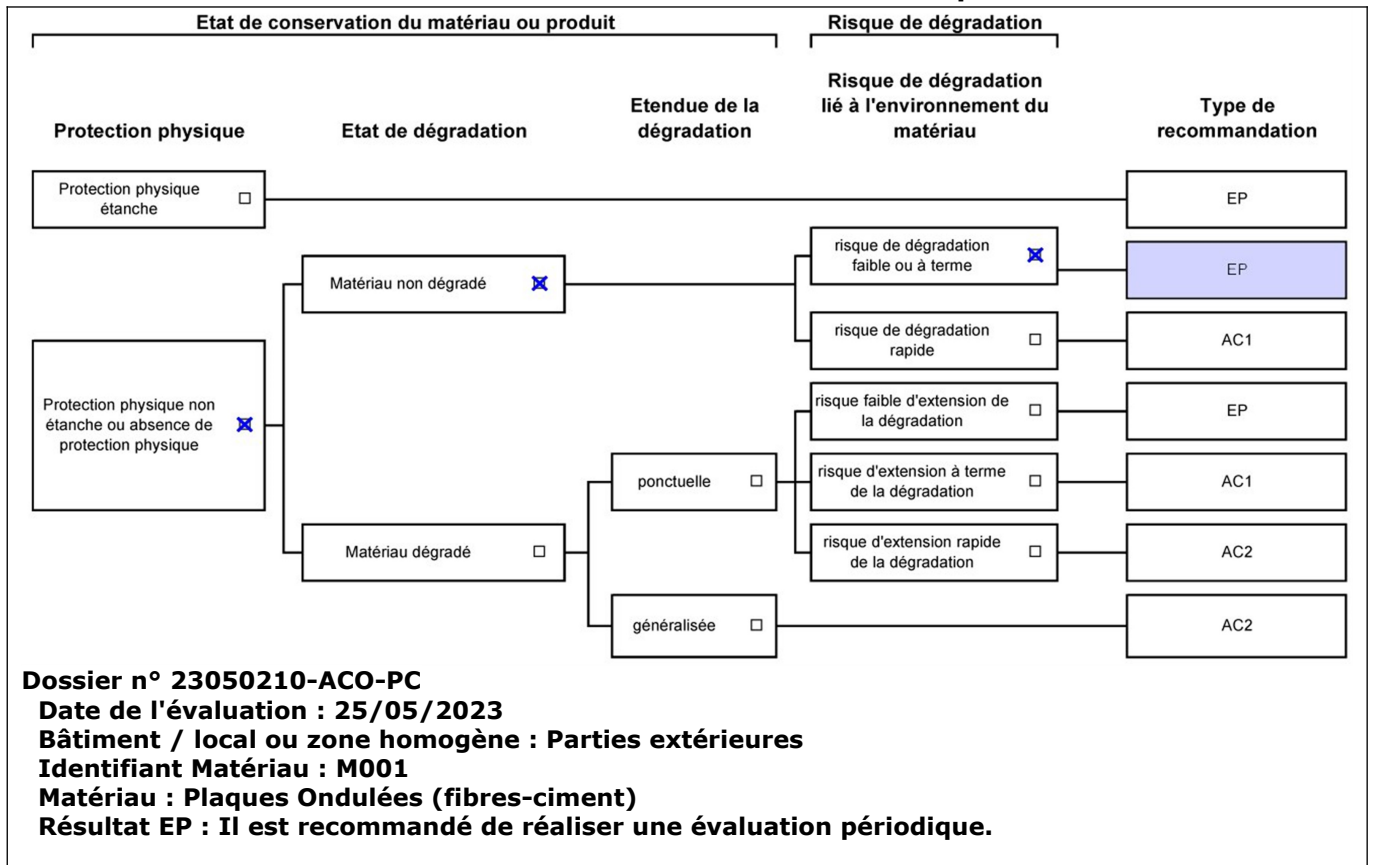 Etat de conservation du matériau ou produit
Risque de dégradation
Protection physique
Etat de dégradation
Etendue de la
dégradation
Risque de dégradation
lié à l'environnement du
matériau
Type de
recommandation
Protection physique
étanche
EP
risque de dégradation
faible ou à terme
EP
Matériau non dégradé
risque de dégradation
rapide
AC1
Protection physique non
étanche ou absence de
protection physique
risque faible d'extension de
la dégradation
EP
ponctuelle
risque d'extension à terme
de la dégradation
AC1
Matériau dégradé
risque d'extension rapide
de la dégradation
AC2
généralisée
AC2
Dossier n° 23050210-ACO-PC
Date de l'évaluation : 25/05/2023
Bâtiment / local ou zone homogène : Parties extérieures
Identifiant Matériau : M001
Matériau : Plaques Ondulées (fibres-ciment)
Résultat EP : Il est recommandé de réaliser une évaluation périodique.